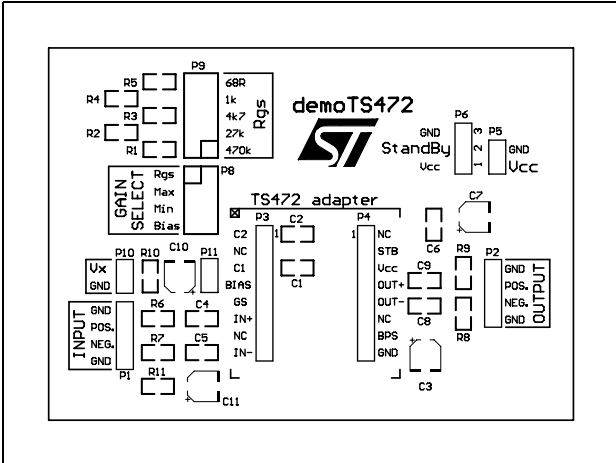 P9
R5
68R
R4
1k
R3
4k7
R2
27k
R1
470k
Rgs
demoTS472
ST
P6
P5
GND
3
StandBy
2
GND
Vcc
1
Vcc
P8
GAIN
SELECT
Rgs
Max
Min
Bias
TS472 adapter
P3
C2
P4
C7
C2
1
1
NC
NC
STB
C6
C1
C1
Vcc
BIAS
OUT+
GS
OUT-
IN+
NC
NC
BPS
IN-
GND
P10
R10
C10
P11
Vx
GND
INPUT
GND
POS.
NEG.
GND
P1
R6
C4
R7
C5
R11
C11
C9
C8
C3
R9
R8
P2
GND
POS.
NEG.
GND
OUTPUT